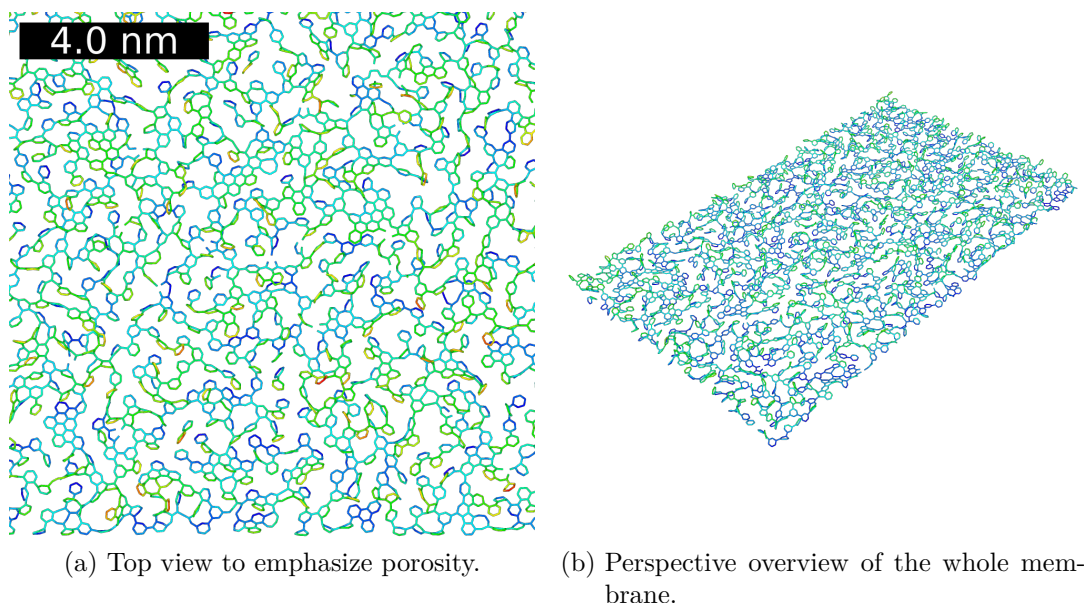 4.0 nm
(a) Top view to emphasize porosity.
(b) Perspective overview of the whole mem-
brane.